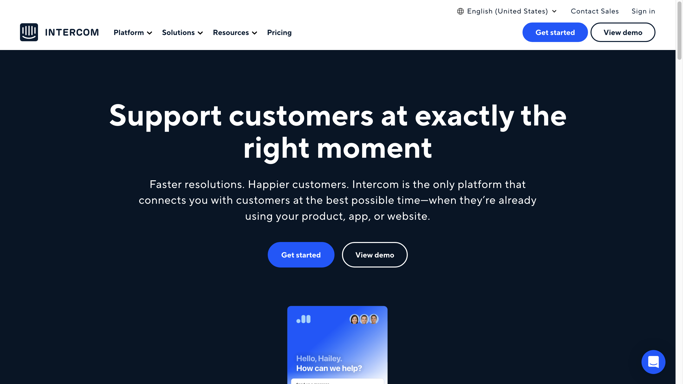 English (United States) Contact Sales Sign in
INTERCOM Platform Solutions Resources Pricing Get started View demo
Support customers at exactly the
right moment
Faster resolutions. Happier customers. Intercom is the only platform that
connects you with customers at the best possible time—when they’re already
using your product, app, or website.
Get started View demo
Hello, Hailey.
How can we help?